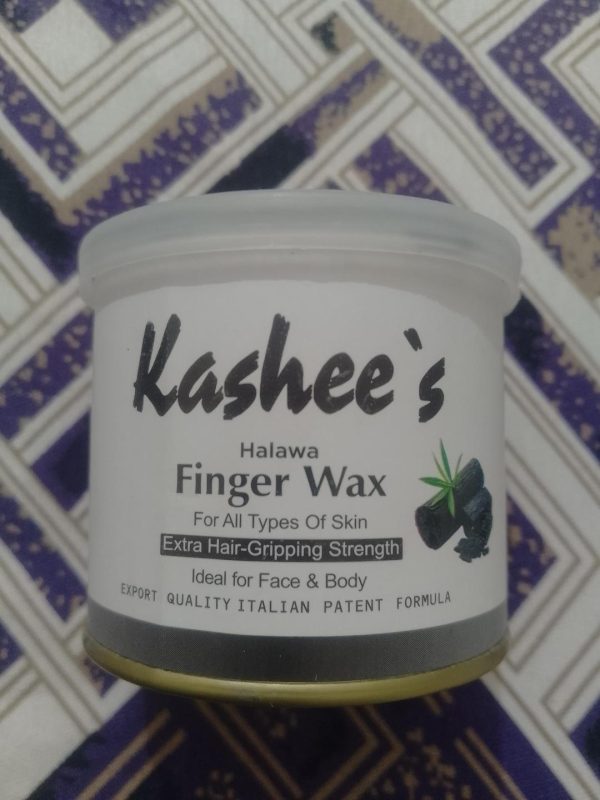 Kashee`s
Halawa
Finger Wax
For All Types Of Skin
Extra Hair-Gripping Strength
Ideal for Face & Body
EXPORT QUALITY ITALIAN PATENT FORMULA